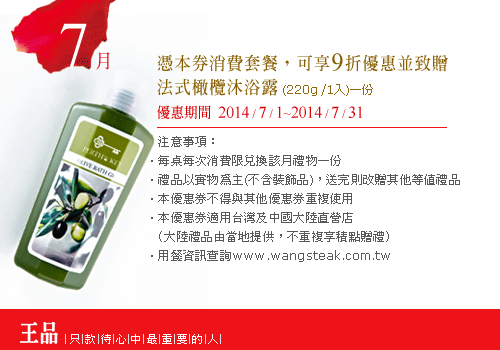 7月
憑本券消費套餐，可享9折優惠並致贈
法式橄欖沐浴露 (220g /1入)一份
優惠期間 2014 / 7 / 1~2014 / 7 / 31
注意事項：
· 每桌每次消費限兌換該月禮物一份
· 禮品以實物為主(不含裝飾品)，送完則改贈其他等値禮品
· 本優惠券不得與其他優惠券重複使用
· 本優惠券適用台灣及中國大陸直營店
（大陸禮品由當地提供，不重複享積點贈禮）
· 用餐資訊查詢www.wangsteak.com.tw
王品 |只|款|待|心|中|最|重|要|的|人|